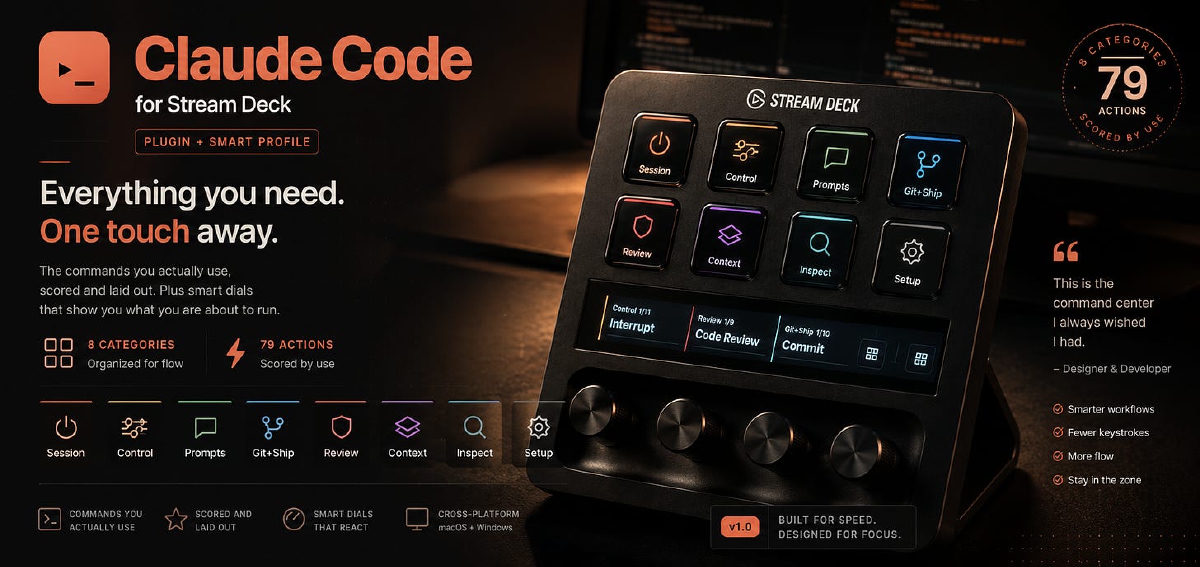 Claude Code
for Stream Deck
PLUGIN + SMART PROFILE
Everything you need.
One touch away.
The commands you actually use,
scored and laid out. Plus smart dials
that show you what you are about to run.
8 CATEGORIES
Organized for flow
79 ACTIONS
Scored by use
Session
Control
Prompts
Git+Ship
Review
Context
Inspect
Setup
COMMANDS YOU
ACTUALLY USE
SCORED AND
LAID OUT
SMART DIALS
THAT REACT
CROSS-PLATFORM
macOS + Windows
STREAM DECK
Session
Control
Prompts
Git+Ship
Review
Context
Inspect
Setup
Control 1/11
Interrupt
Review 1/9
Code Review
Git+Ship 1/10
Commit
v1.0
BUILT FOR SPEED.
DESIGNED FOR FOCUS.
8 CATEGORIES
79
ACTIONS
SCORED BY USE
“
This is the
command center
I always wished
I had.
– Designer & Developer
Smarter workflows
Fewer keystrokes
More flow
Stay in the zone